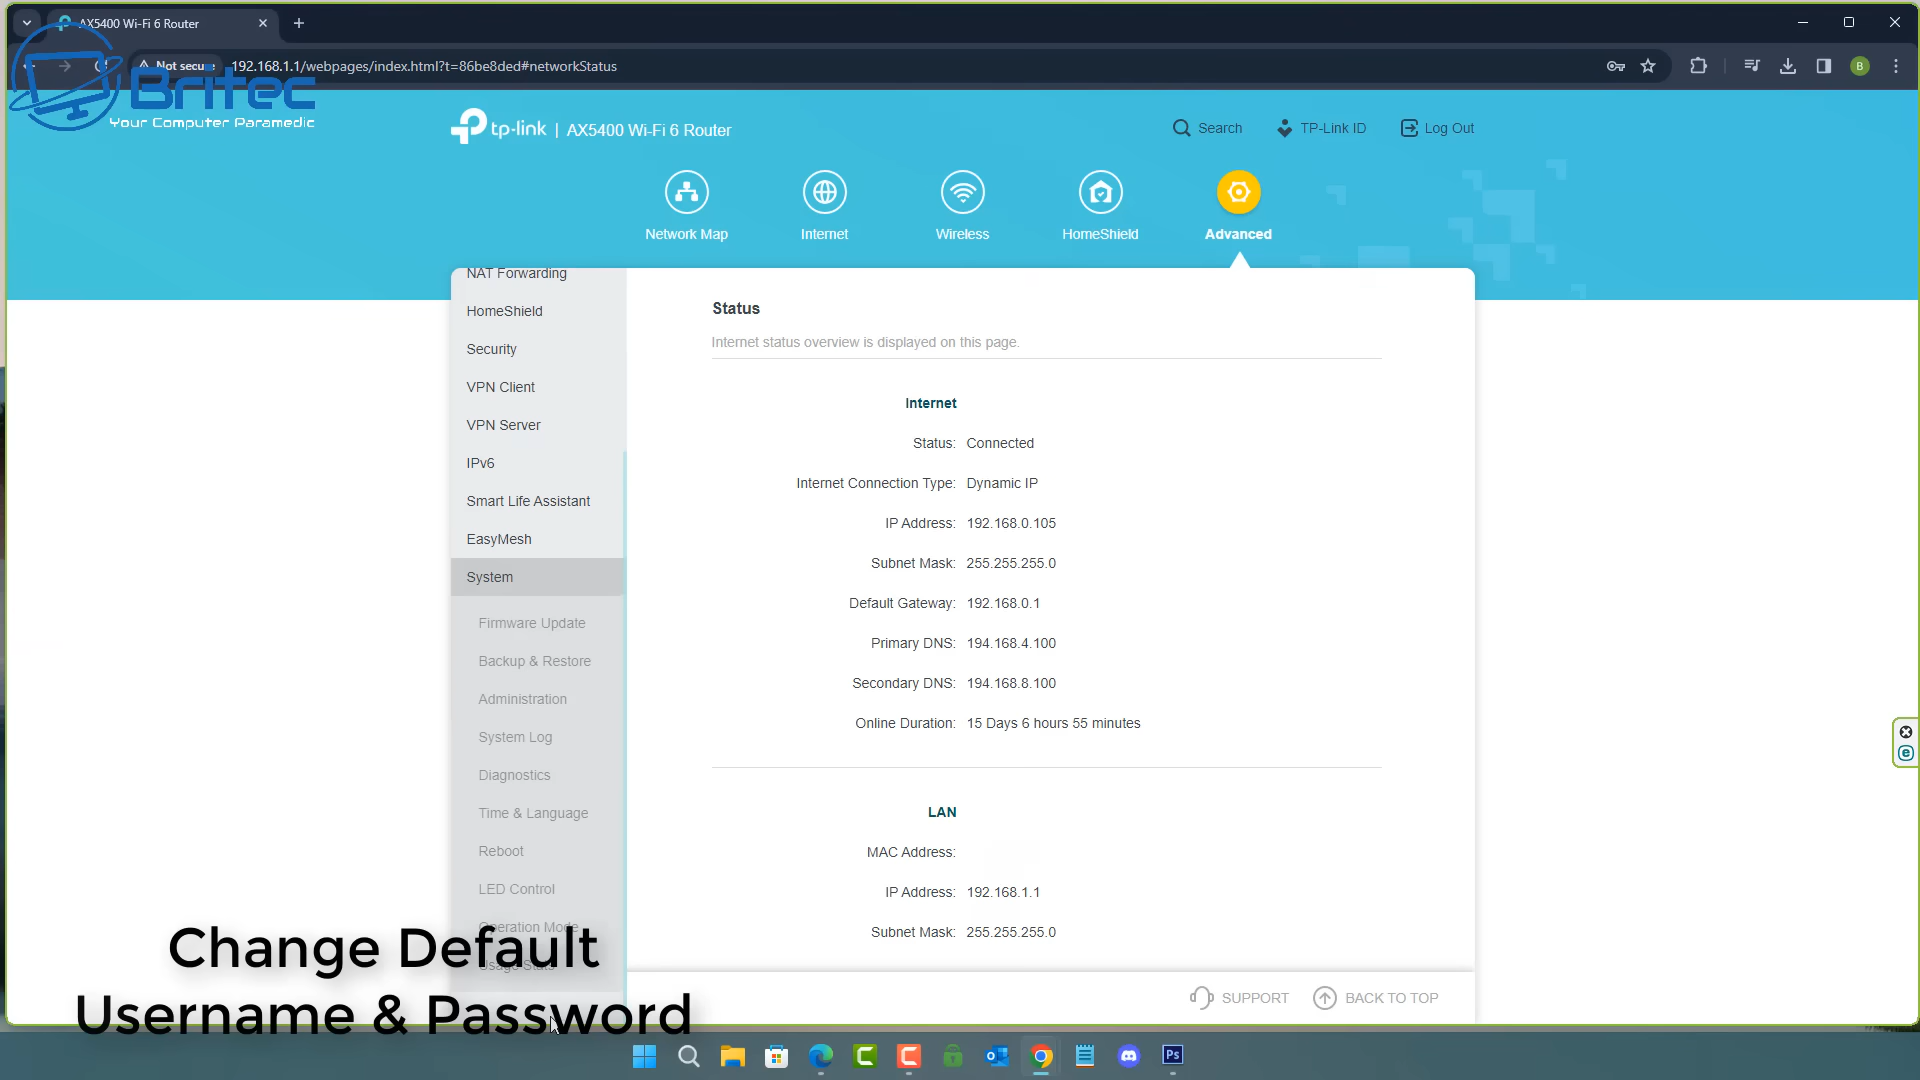 AX5400 Wi-Fi 6 Router
Not secure
192.168.1.1/webpages/index.html?t=86be8ded#networkStatus
B
Britec
Your Computer Paramedic
tp-link | AX5400 Wi-Fi 6 Router
Search
TP-Link ID
Log Out
Network Map
Internet
Wireless
HomeShield
Advanced
NAT Forwarding
HomeShield
Security
VPN Client
VPN Server
IPv6
Smart Life Assistant
EasyMesh
System
Firmware Update
Backup & Restore
Administration
System Log
Diagnostics
Time & Language
Reboot
LED Control
Operation Mode
Usage Stats
Status
Internet status overview is displayed on this page.
Internet
Status: Connected
Internet Connection Type: Dynamic IP
IP Address: 192.168.0.105
Subnet Mask: 255.255.255.0
Default Gateway: 192.168.0.1
Primary DNS: 194.168.4.100
Secondary DNS: 194.168.8.100
Online Duration: 15 Days 6 hours 55 minutes
LAN
MAC Address:
IP Address: 192.168.1.1
Subnet Mask: 255.255.255.0
SUPPORT
BACK TO TOP
Change Default
Username & Password
Ps